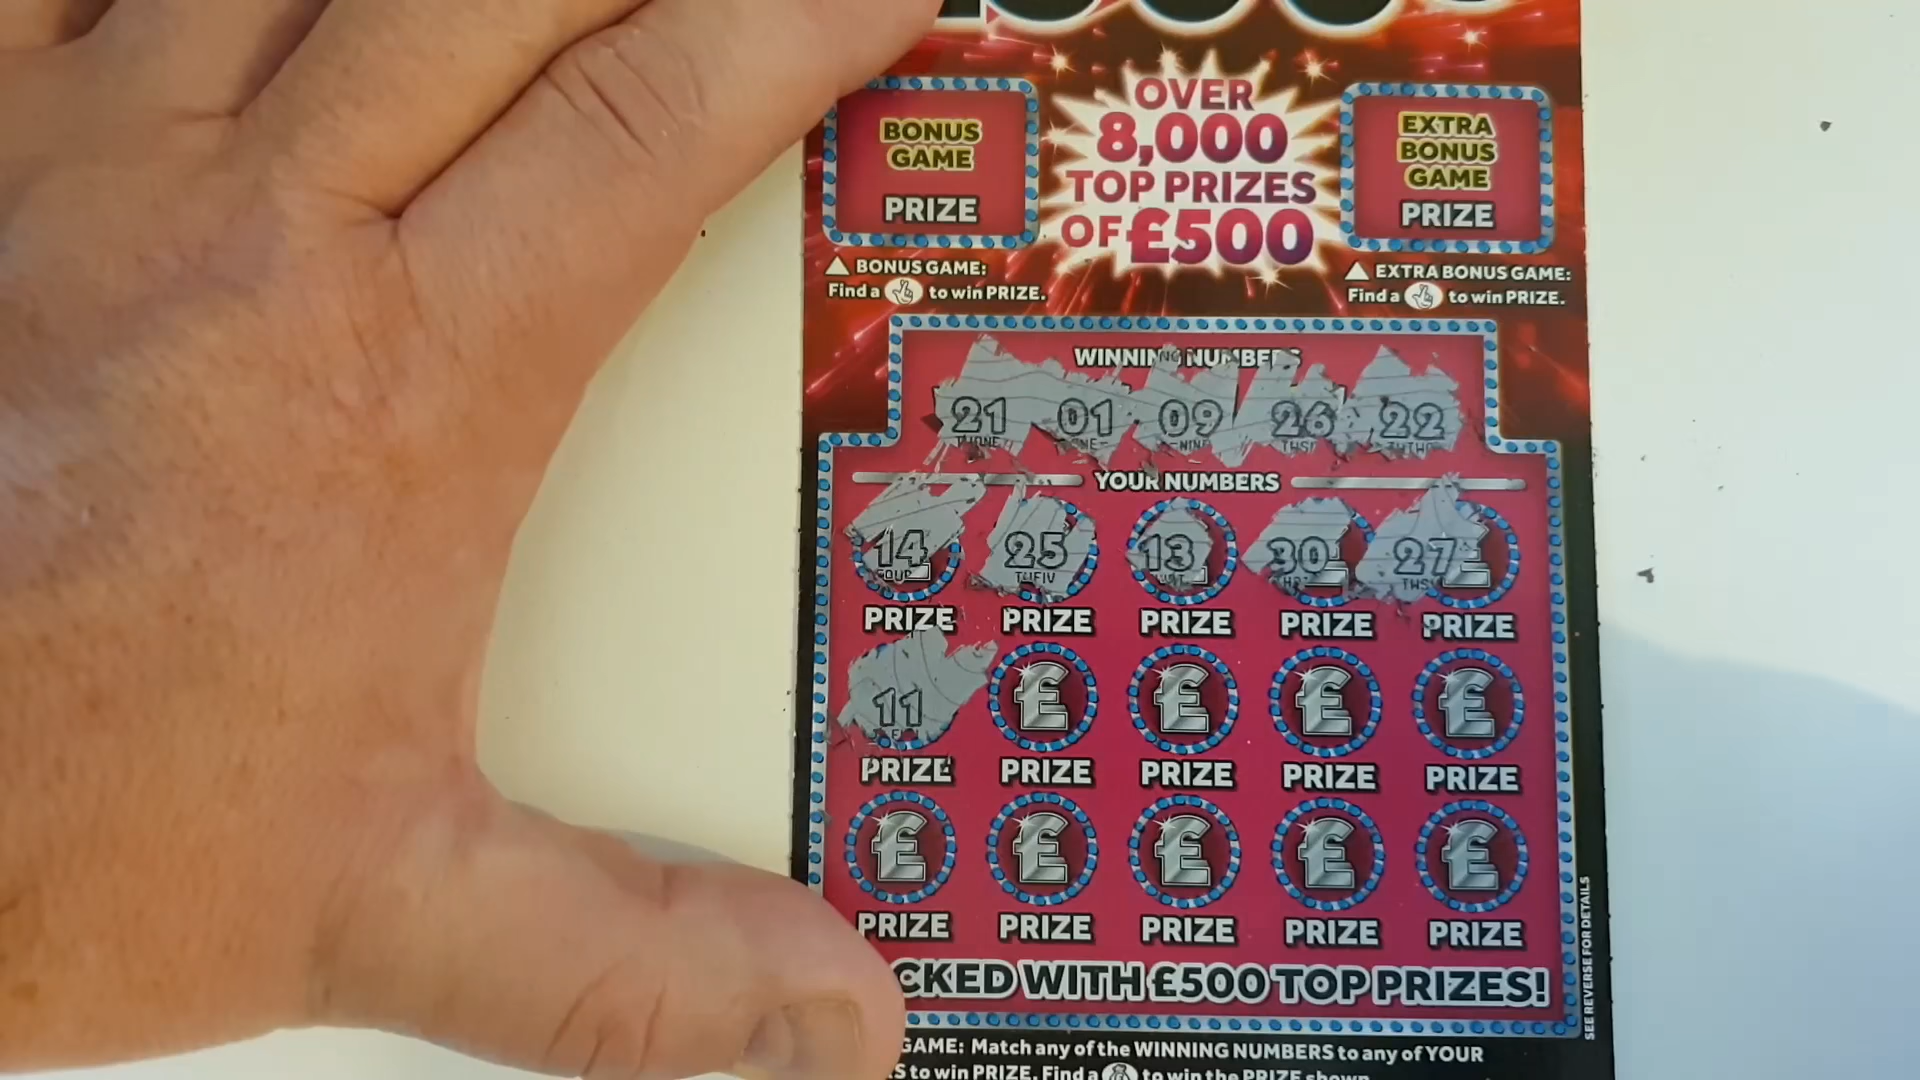 OVER
8,000
TOP PRIZES
OF £500
BONUS
GAME
PRIZE
EXTRA
BONUS
GAME
PRIZE
BONUS GAME:
Find a to win PRIZE.
EXTRA BONUS GAME:
Find a to win PRIZE.
WINNING NUMBERS
21 01 09 26 22
YOUR NUMBERS
14 25 13 30 27
TWFIV
PRIZE PRIZE PRIZE PRIZE PRIZE
11 £ £ £ £
PRIZE PRIZE PRIZE PRIZE PRIZE
£ £ £ £ £
PRIZE PRIZE PRIZE PRIZE PRIZE
CKED WITH £500 TOP PRIZES!
SEE REVERSE FOR DETAILS
GAME: Match any of the WINNING NUMBERS to any of YOUR
S to win PRIZE. Find a to win the PRIZE shown